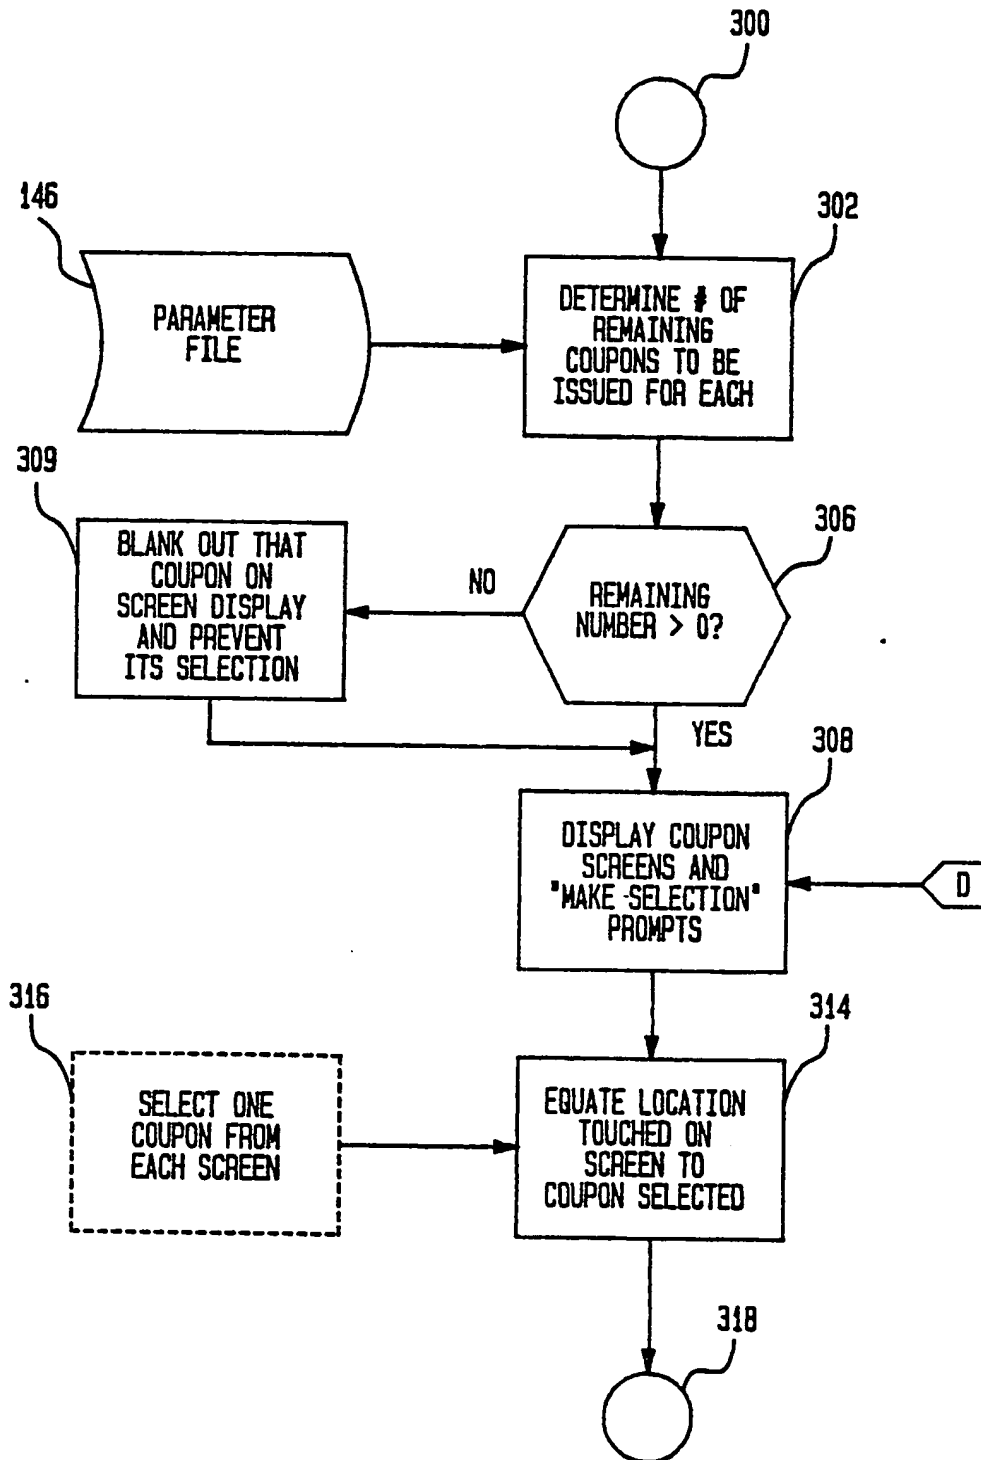 300
146
302
PARAMETER
FILE
DETERMINE # OF
REMAINING
COUPONS TO BE
ISSUED FOR EACH
309
306
BLANK OUT THAT
COUPON ON
SCREEN DISPLAY
AND PREVENT
ITS SELECTION
NO
REMAINING
NUMBER > 0?
YES
308
DISPLAY COUPON
SCREENS AND
"MAKE-SELECTION"
PROMPTS
D
316
314
SELECT ONE
COUPON FROM
EACH SCREEN
EQUATE LOCATION
TOUCHED ON
SCREEN TO
COUPON SELECTED
318